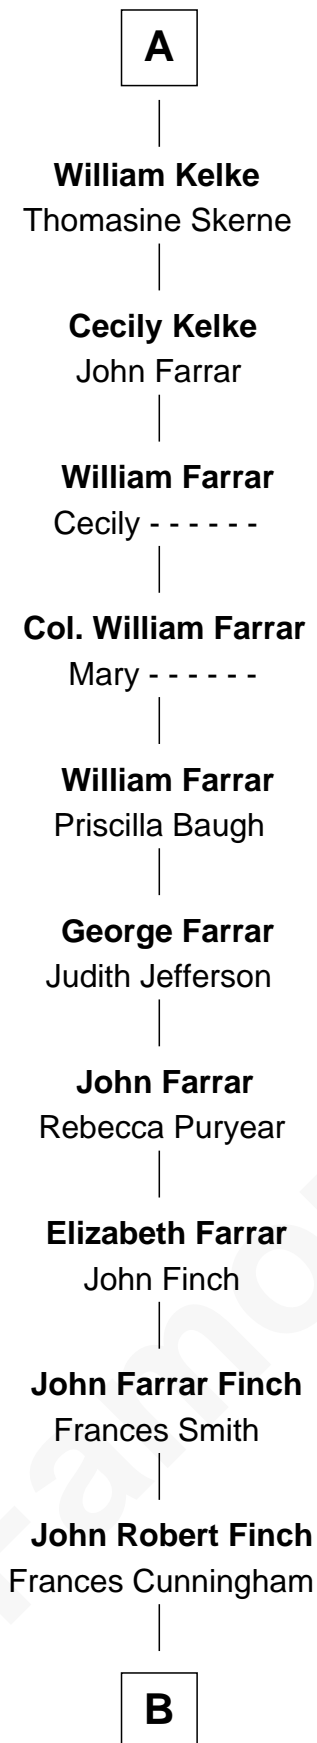 A
William Kelke
Thomasine Skerne
Cecily Kelke
John Farrar
William Farrar
Cecily - - - - - -
Col. William Farrar
Mary - - - - - -
William Farrar
Priscilla Baugh
George Farrar
Judith Jefferson
John Farrar
Rebecca Puryear
Elizabeth Farrar
John Finch
John Farrar Finch
Frances Smith
John Robert Finch
Frances Cunningham
B